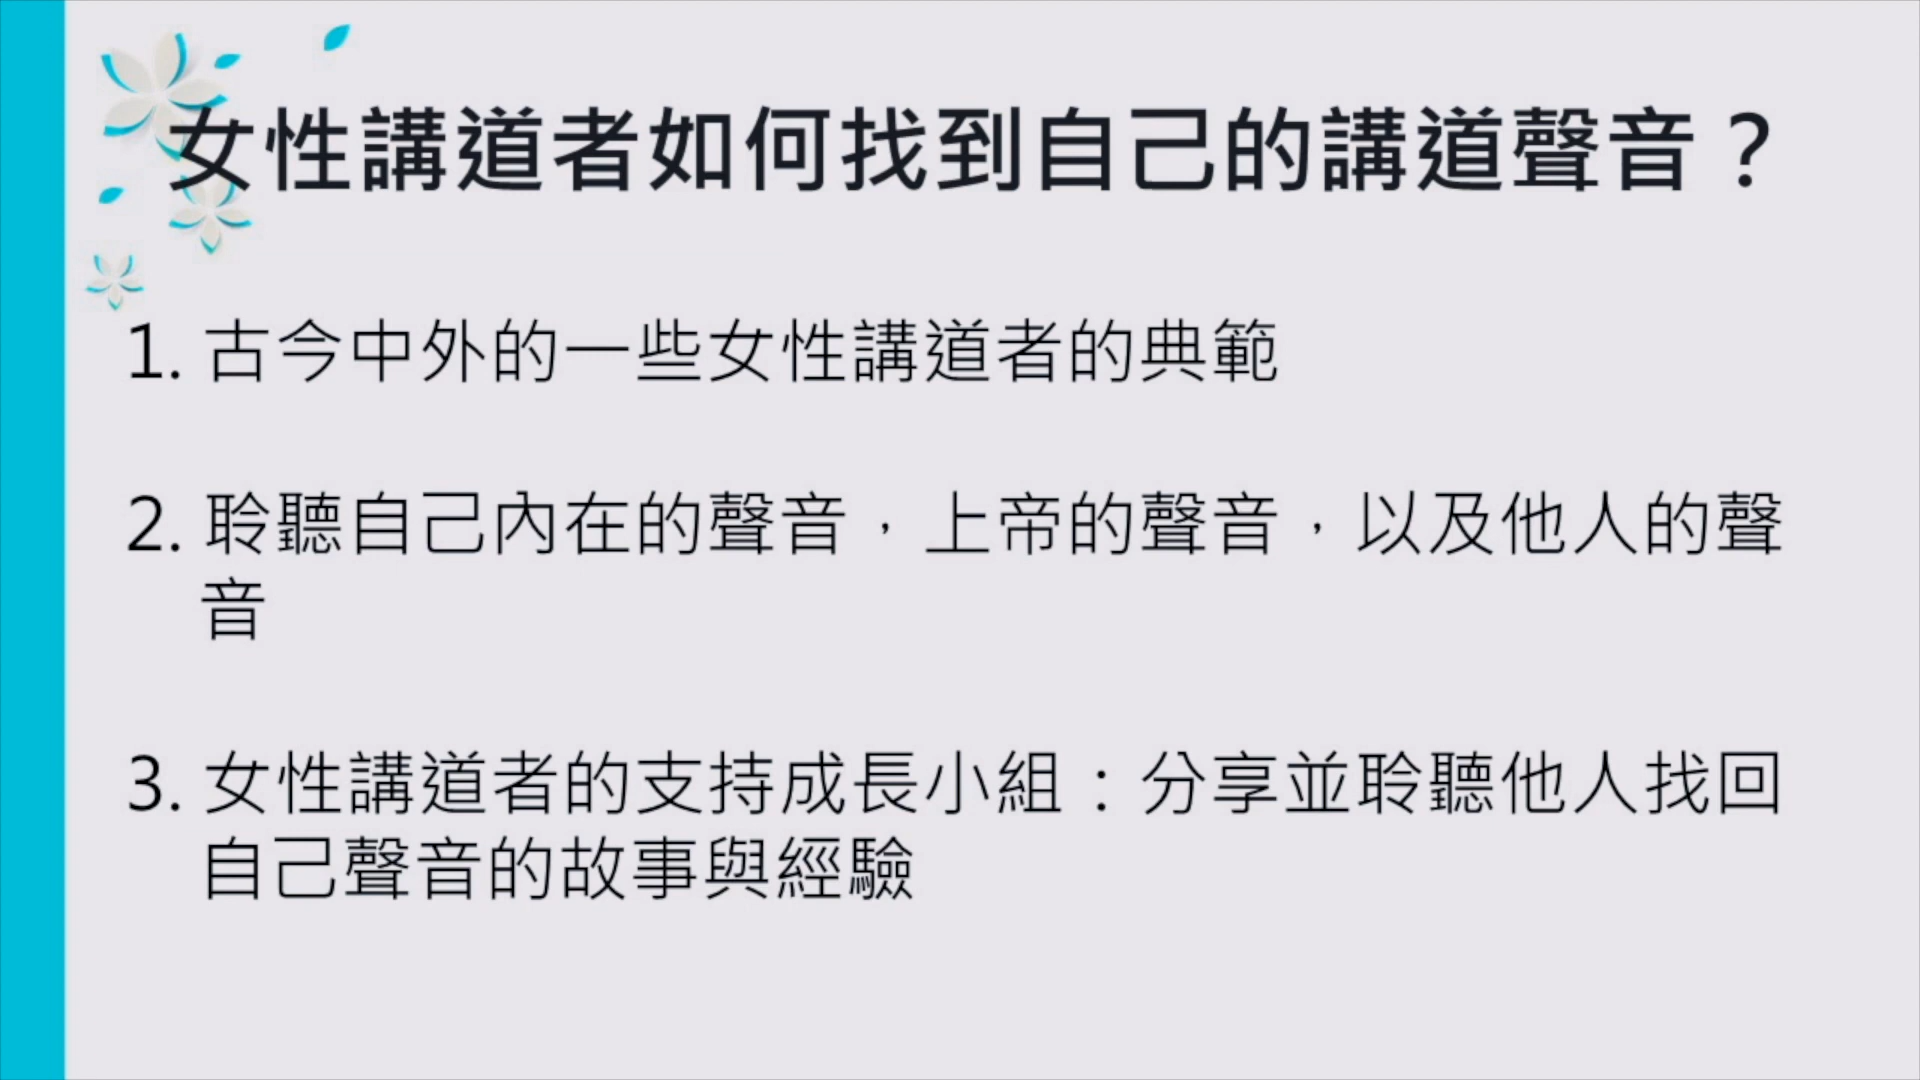 女性講道者如何找到自己的講道聲音？
1. 古今中外的一些女性講道者的典範
2. 聆聽自己內在的聲音，上帝的聲音，以及他人的聲
音
3. 女性講道者的支持成長小組：分享並聆聽他人找回
自己聲音的故事與經驗